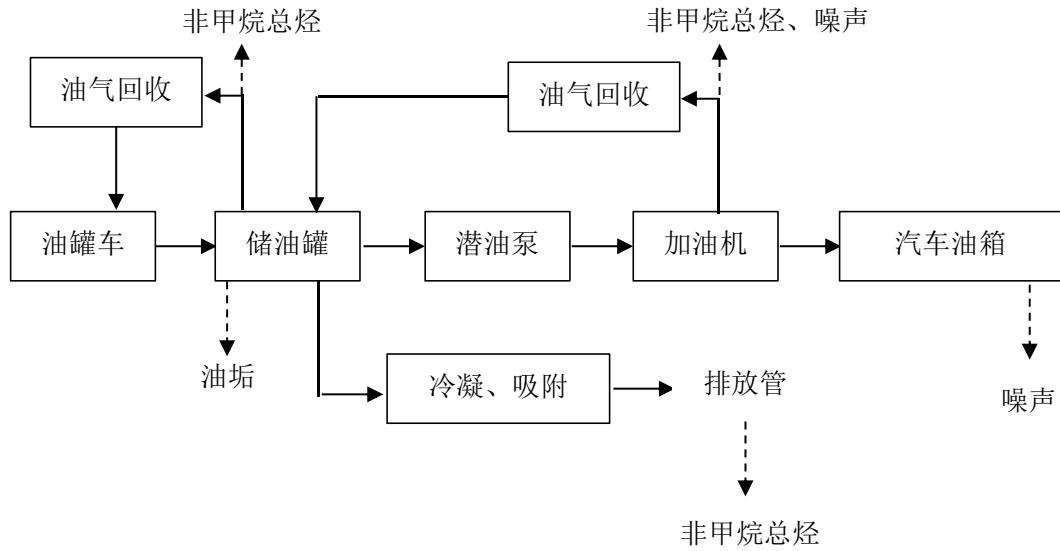 非甲烷总烃
非甲烷总烃、噪声
油气回收
油气回收
油罐车
储油罐
潜油泵
加油机
汽车油箱
油垢
冷凝、吸附
排放管
噪声
非甲烷总烃